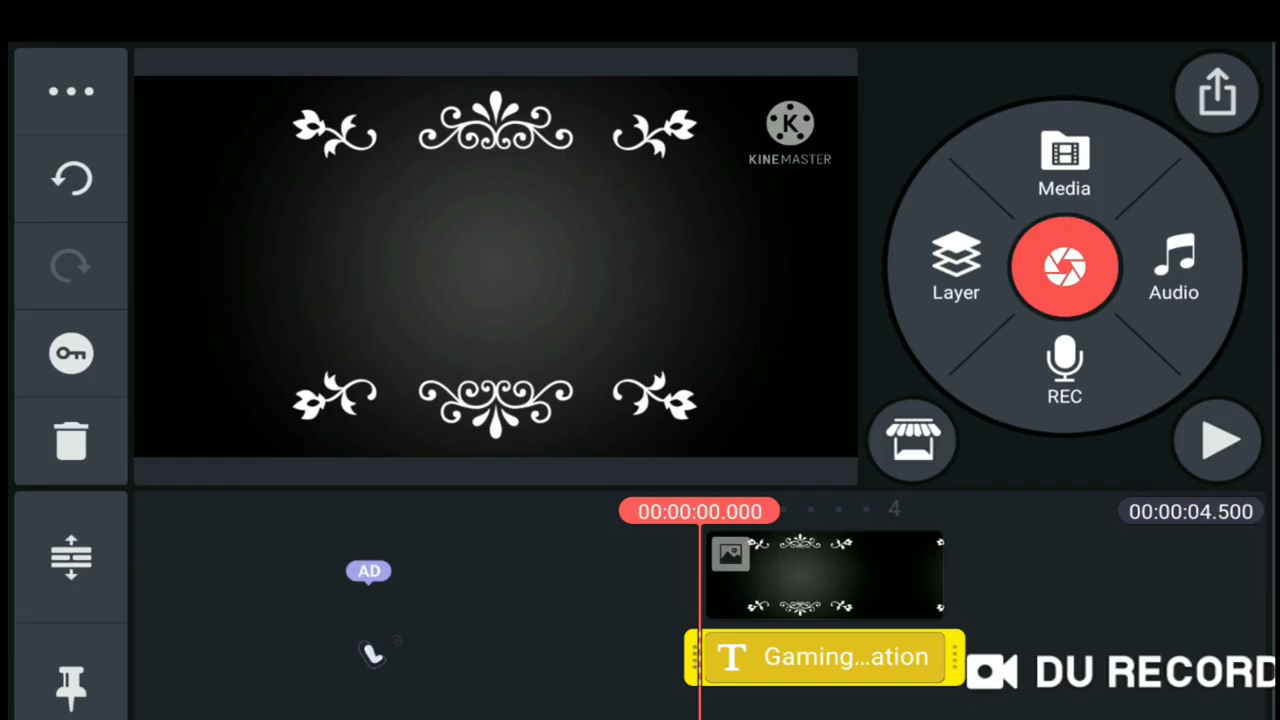 KINEMASTER
Media
Layer
Audio
REC
00:00:00.000
4
00:00:04.500
AD
T Gaming...ation
DU RECORD